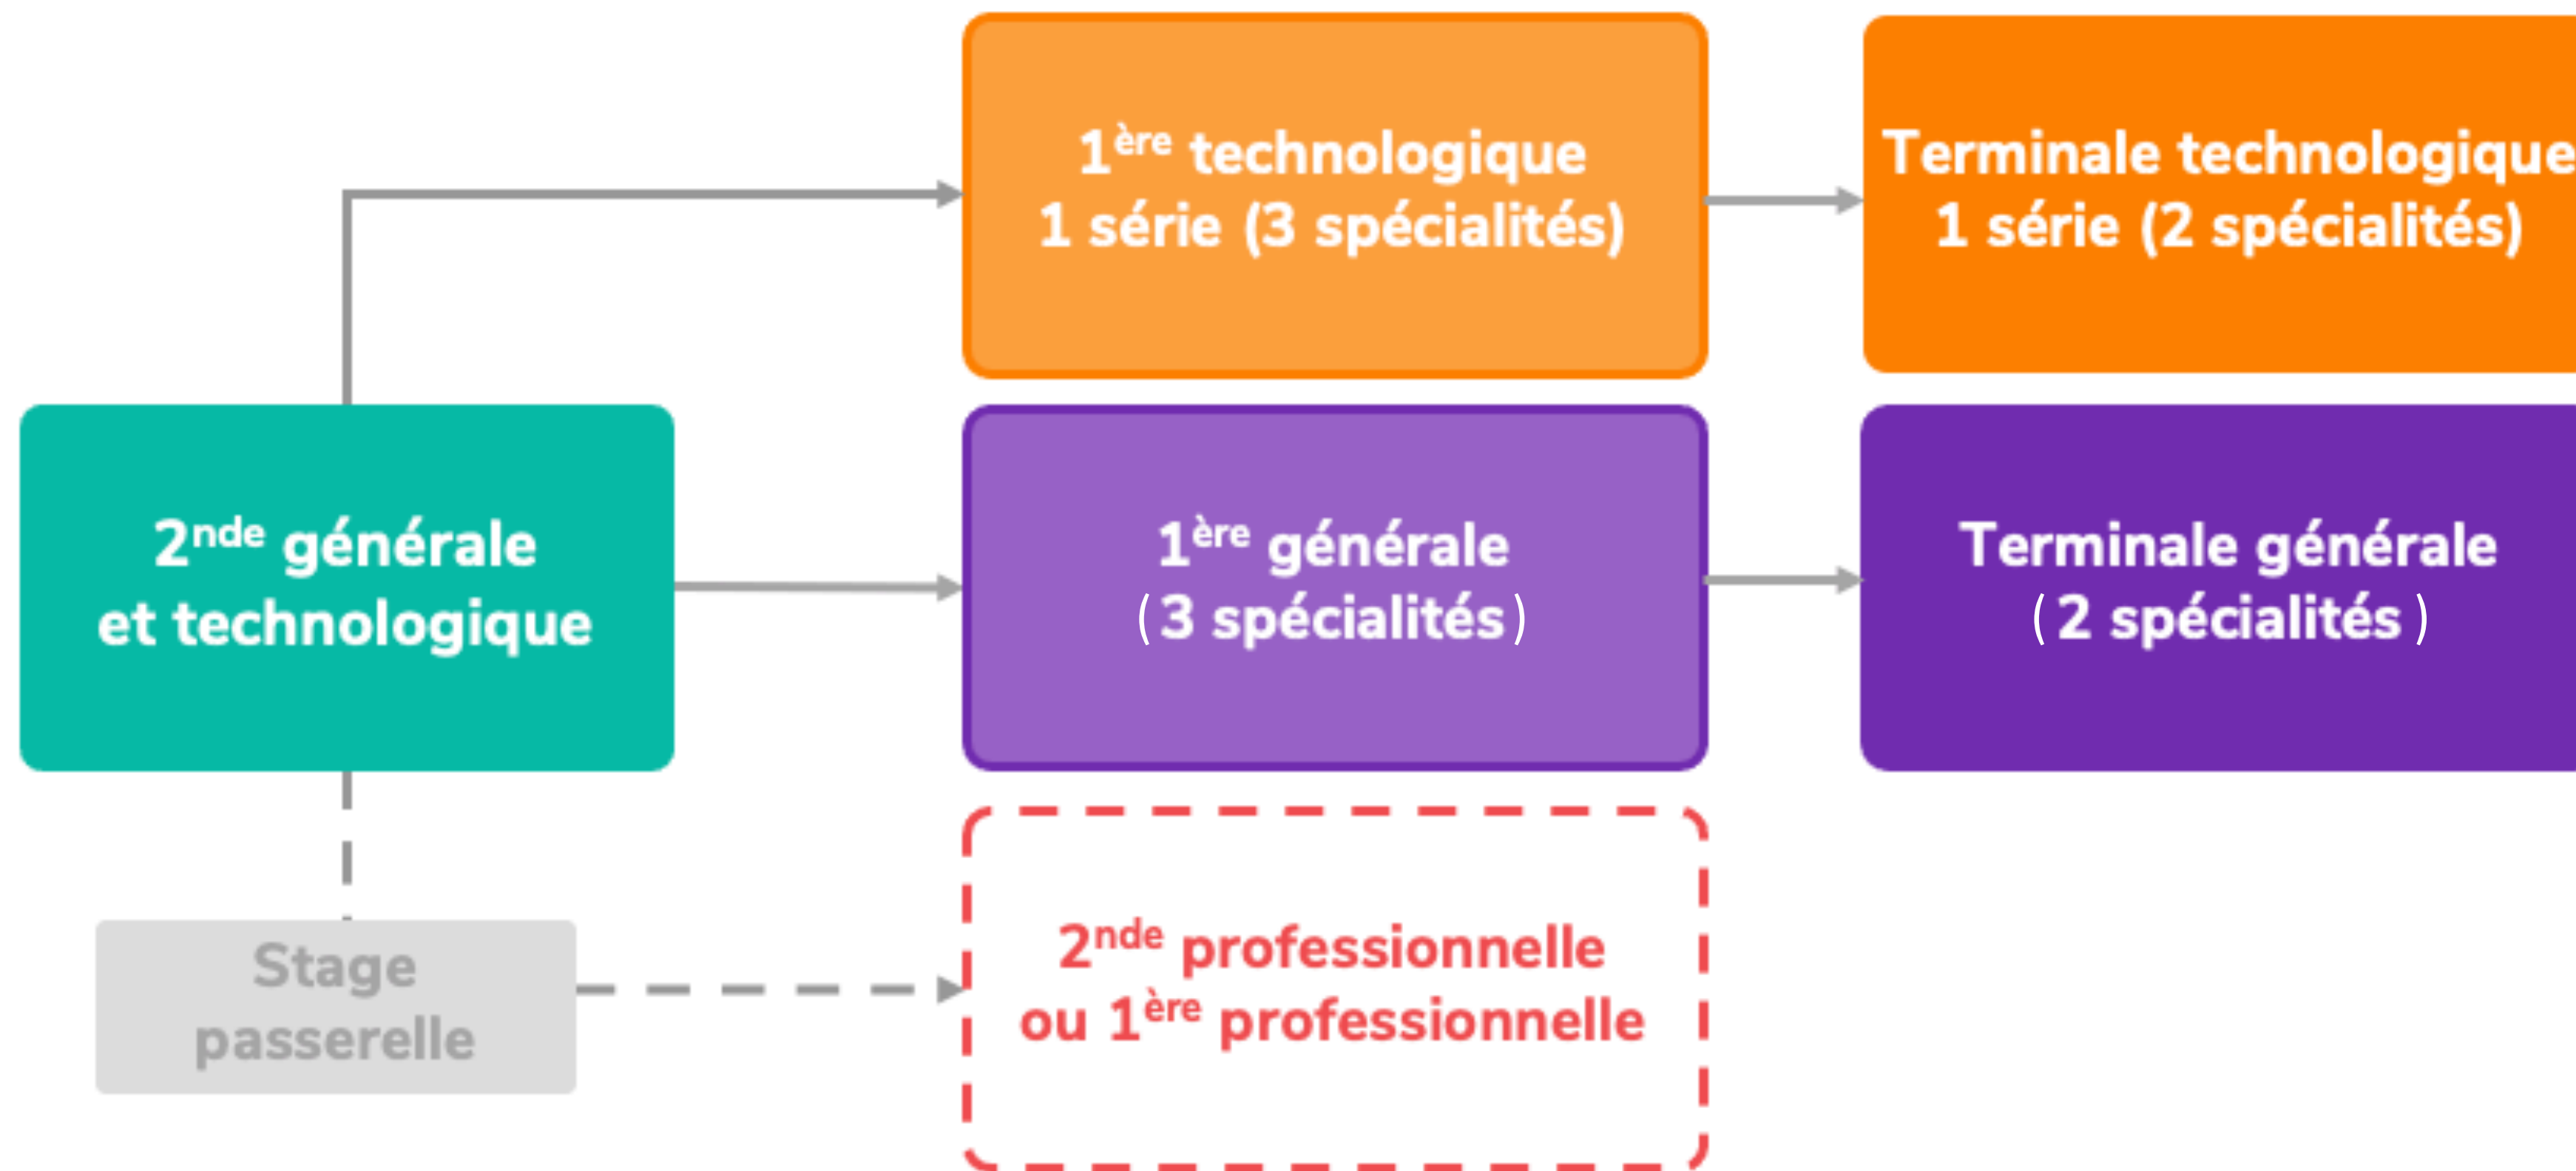 1ère technologique
1 série (3 spécialités)
Terminale technologique
1 série (2 spécialités)
2nde générale
et technologique
1ère générale
(3 spécialités)
Terminale générale
(2 spécialités)
Stage
passerelle
2nde professionnelle
ou 1ère professionnelle